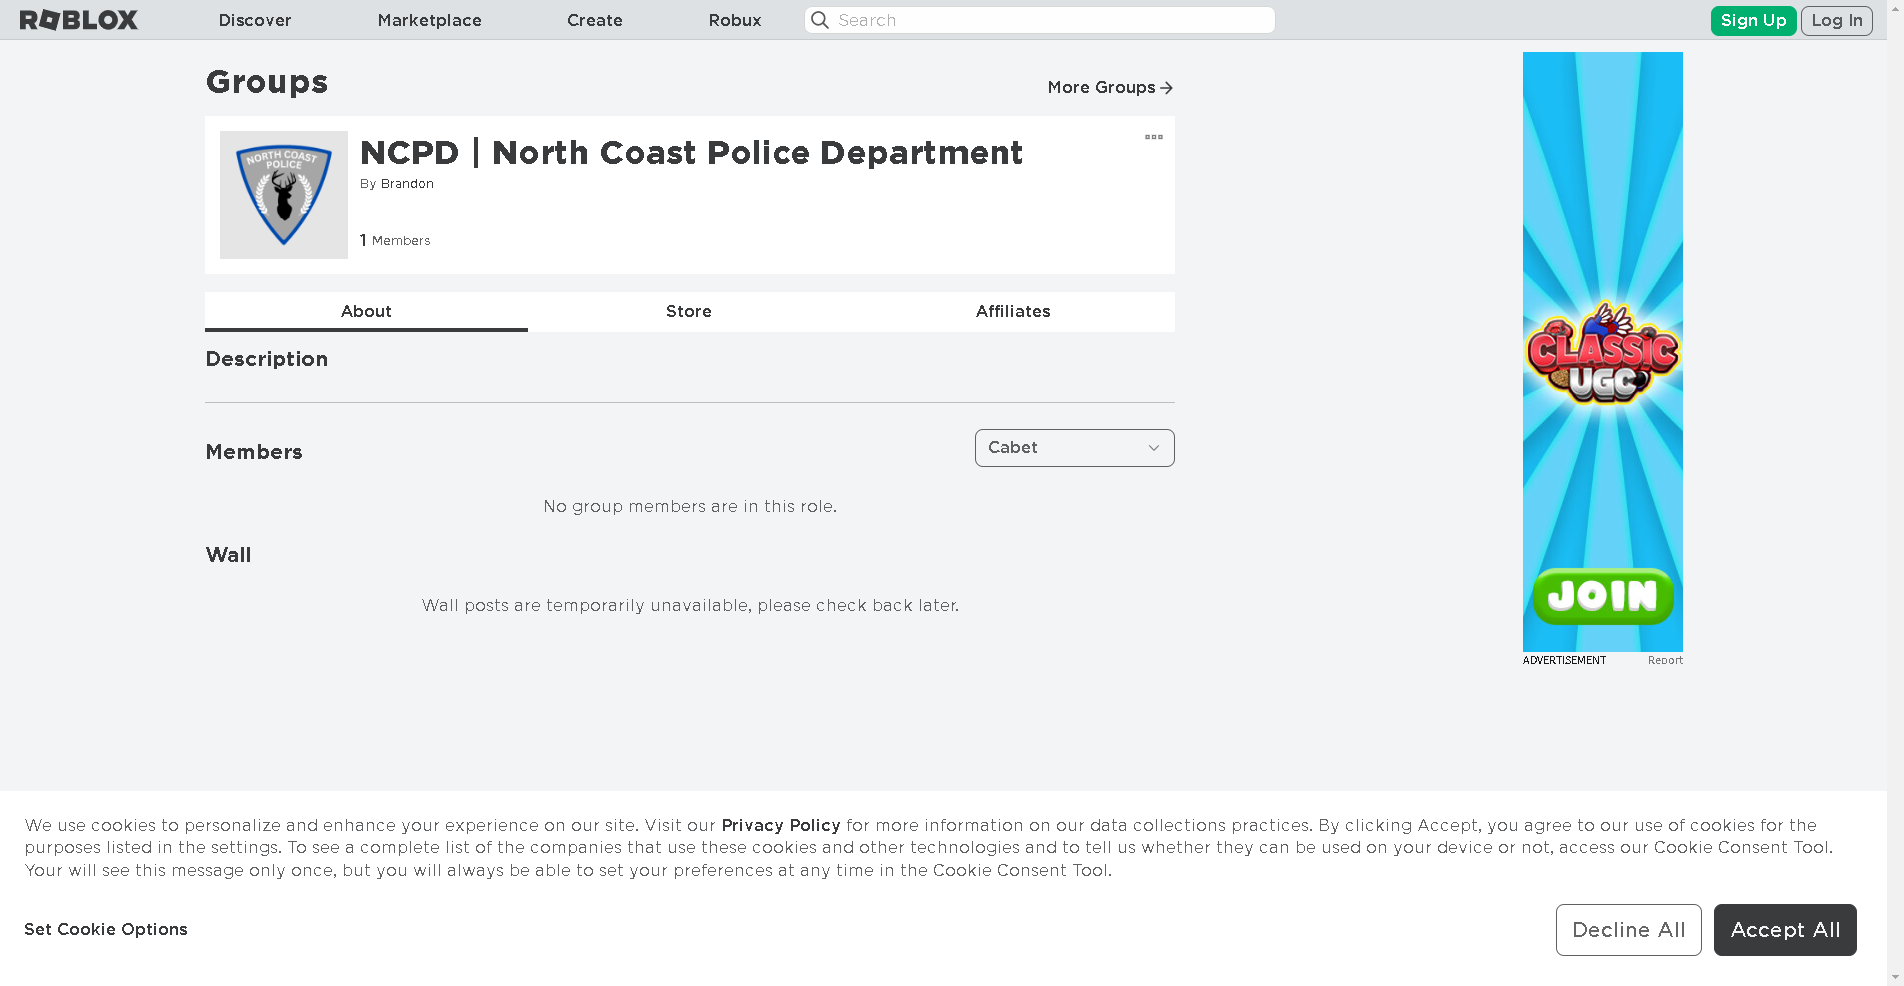 ROBLOX
Discover
Marketplace
Create
Robux
Search
Sign Up
Log In
Groups
More Groups
NORTH COAST
POLICE
NCPD | North Coast Police Department
By Brandon
1 Members
About
Store
Affiliates
Description
Members
Cabet
No group members are in this role.
Wall
Wall posts are temporarily unavailable, please check back later.
CLASSIC
UGC
JOIN
ADVERTISEMENT
Report
We use cookies to personalize and enhance your experience on our site. Visit our Privacy Policy for more information on our data collections practices. By clicking Accept, you agree to our use of cookies for the
purposes listed in the settings. To see a complete list of the companies that use these cookies and other technologies and to tell us whether they can be used on your device or not, access our Cookie Consent Tool.
Your will see this message only once, but you will always be able to set your preferences at any time in the Cookie Consent Tool.
Set Cookie Options
Decline All
Accept All